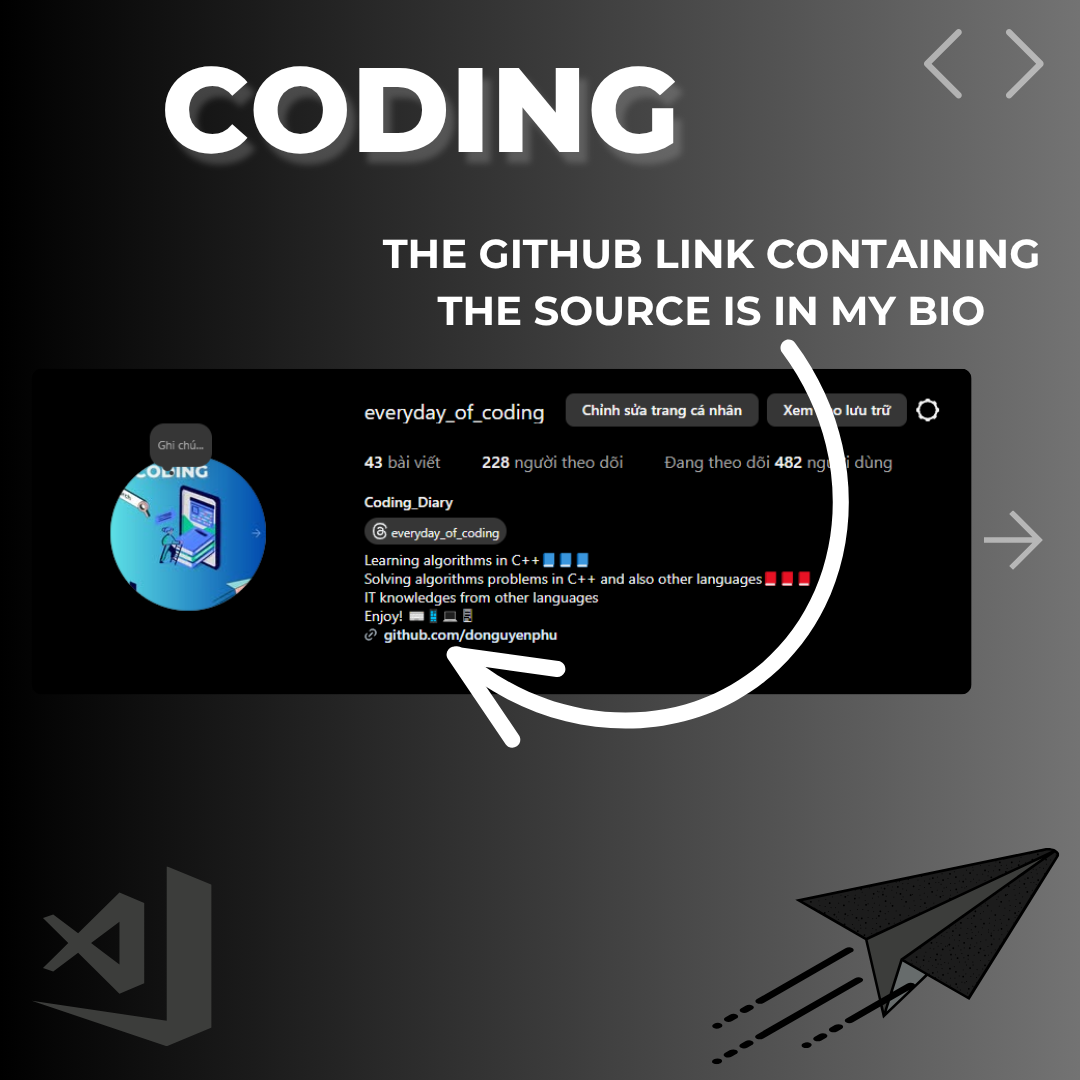 CODING
THE GITHUB LINK CONTAINING
THE SOURCE IS IN MY BIO
everyday_of_coding
Chỉnh sửa trang cá nhân
Xem lưu trữ
Ghi chú...
CODING
43 bài viết
228 người theo dõi
Đang theo dõi 482 người dùng
Coding_Diary
everyday_of_coding
Learning algorithms in C++📘📘📘
Solving algorithms problems in C++ and also other languages📕📕📕
IT knowledges from other languages
Enjoy! ⌨️📱💻🖥
github.com/donguyenphu